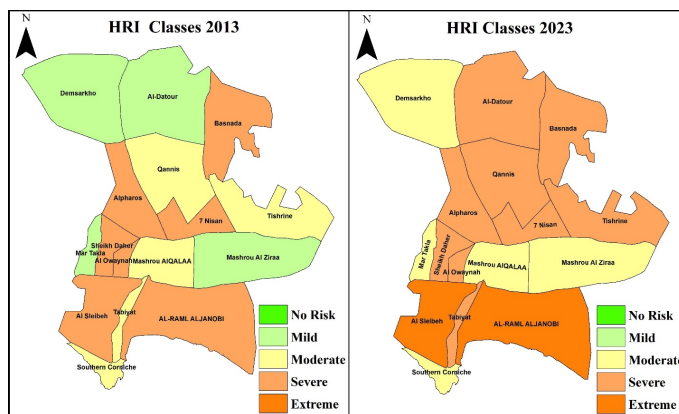 HRI Classes 2013
N
Demsarkho
Al-Datour
Basnada
Qannis
Alpharos
7 Nisan
Tishrine
Mar Takla
Sheikh Daher
Al Owaynah
Mashrou AlQALAA
Mashrou Al Ziraa
Al Sleibeh
Tabiyat
AL-RAML ALJANOBI
Southern Corniche
No Risk
Mild
Moderate
Severe
Extreme
HRI Classes 2023
N
Demsarkho
Al-Datour
Basnada
Qannis
Alpharos
7 Nisan
Tishrine
Mar Takla
Sheikh Daher
Al Owaynah
Mashrou AlQALAA
Mashrou Al Ziraa
Al Sleibeh
Tabiyat
AL-RAML ALJANOBI
Southern Corniche
No Risk
Mild
Moderate
Severe
Extreme